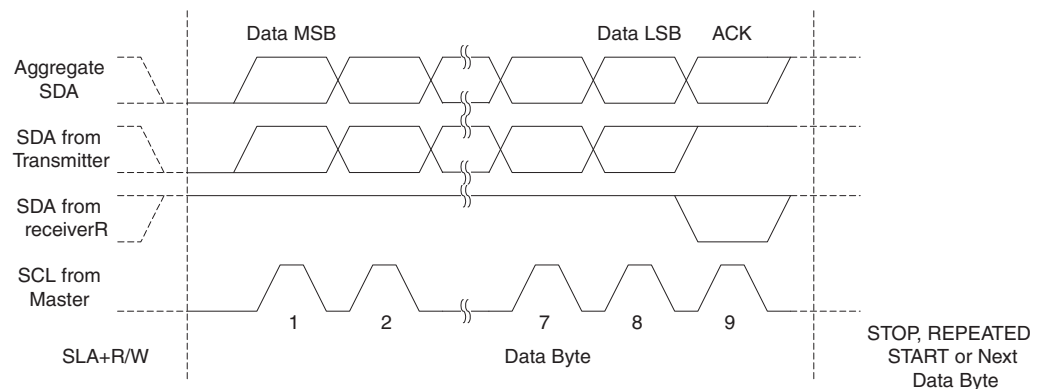 Data MSB
Data LSB
ACK
Aggregate
SDA
SDA from
Transmitter
SDA from
receiverR
SCL from
Master
1
2
7
8
9
SLA+R/W
Data Byte
STOP, REPEATED
START or Next
Data Byte